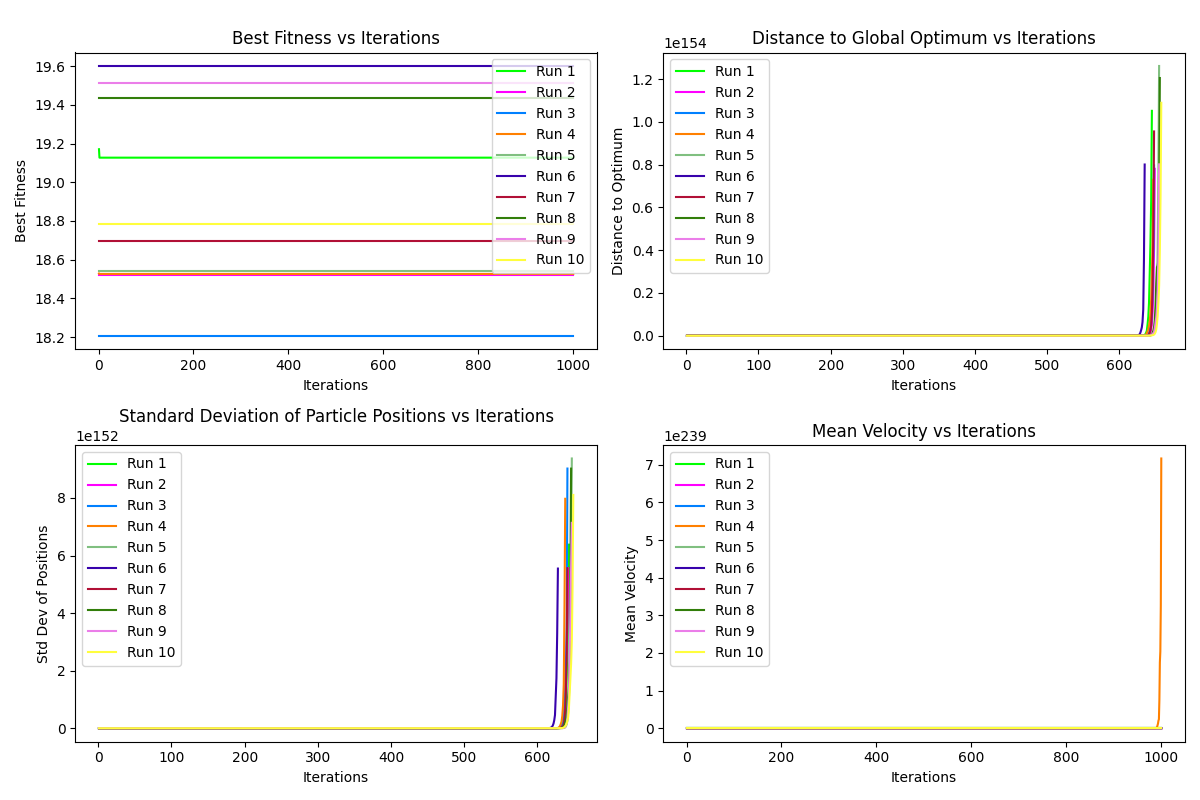 Best Fitness vs Iterations
Best Fitness
19.6
19.4
19.2
19.0
18.8
18.6
18.4
18.2
0
200
400
600
800
1000
Iterations
Run 1
Run 2
Run 3
Run 4
Run 5
Run 6
Run 7
Run 8
Run 9
Run 10
Distance to Global Optimum vs Iterations
1e154
Distance to Optimum
1.2
1.0
0.8
0.6
0.4
0.2
0.0
0
100
200
300
400
500
600
Iterations
Run 1
Run 2
Run 3
Run 4
Run 5
Run 6
Run 7
Run 8
Run 9
Run 10
Standard Deviation of Particle Positions vs Iterations
1e152
Std Dev of Positions
8
6
4
2
0
0
100
200
300
400
500
600
Iterations
Run 1
Run 2
Run 3
Run 4
Run 5
Run 6
Run 7
Run 8
Run 9
Run 10
Mean Velocity vs Iterations
1e239
Mean Velocity
7
6
5
4
3
2
1
0
0
200
400
600
800
1000
Iterations
Run 1
Run 2
Run 3
Run 4
Run 5
Run 6
Run 7
Run 8
Run 9
Run 10